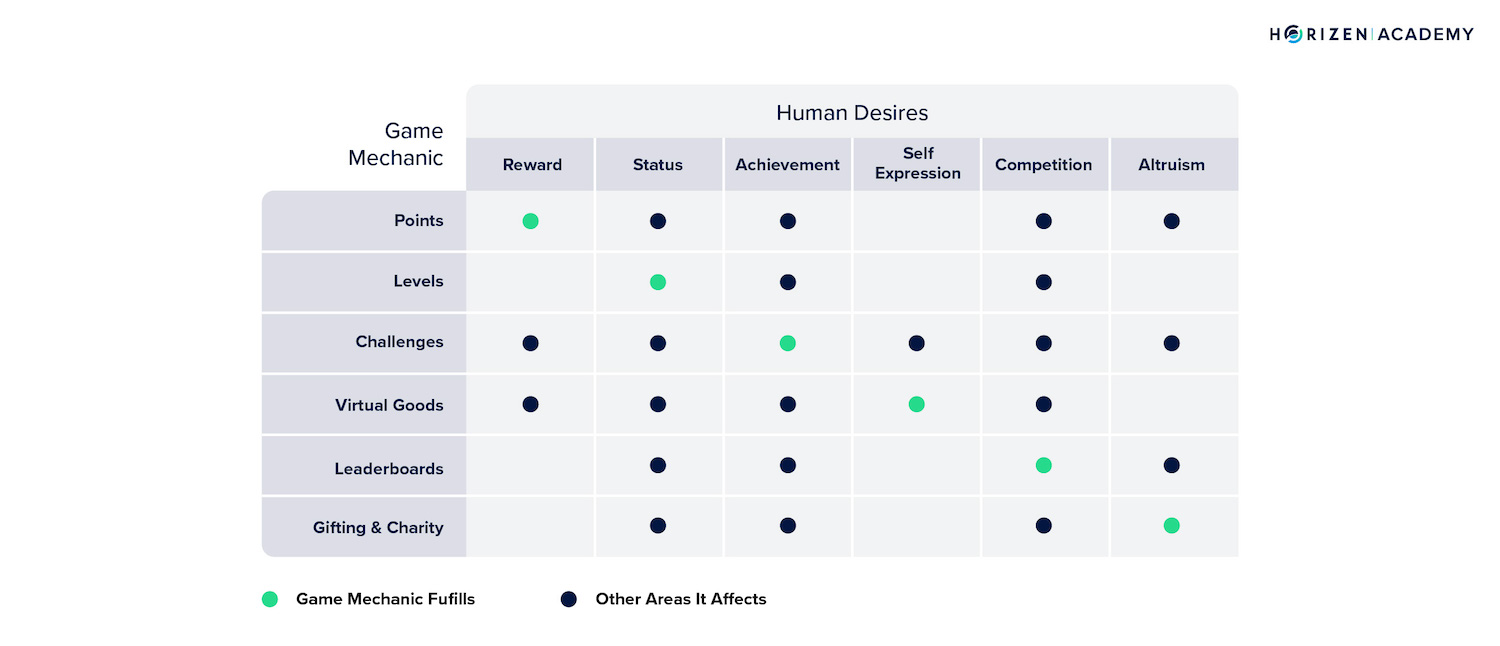 HORIZEN | ACADEMY
Human Desires
Game
Mechanic
Reward Status Achievement Self Expression Competition Altruism
Points
Levels
Challenges
Virtual Goods
Leaderboards
Gifting & Charity
Game Mechanic Fufills Other Areas It Affects